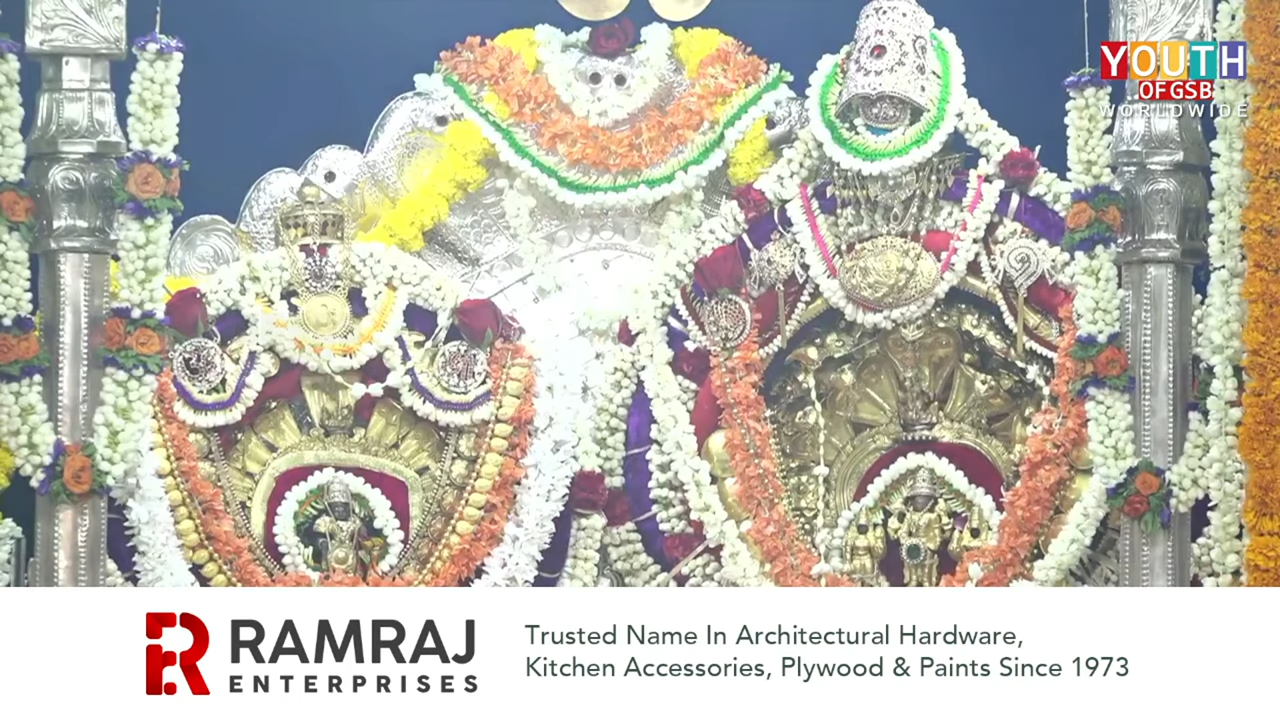 YOUTH
OF GSB
WORLDWIDE
RAMRAJ
ENTERPRISES
Trusted Name In Architectural Hardware,
Kitchen Accessories, Plywood & Paints Since 1973